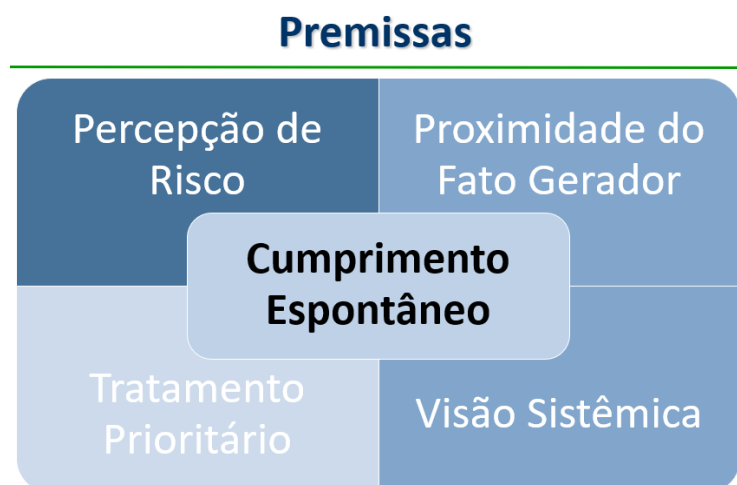 Premissas
Percepção de
Risco
Proximidade do
Fato Gerador
Cumprimento
Espontâneo
Tratamento
Prioritário
Visão Sistêmica